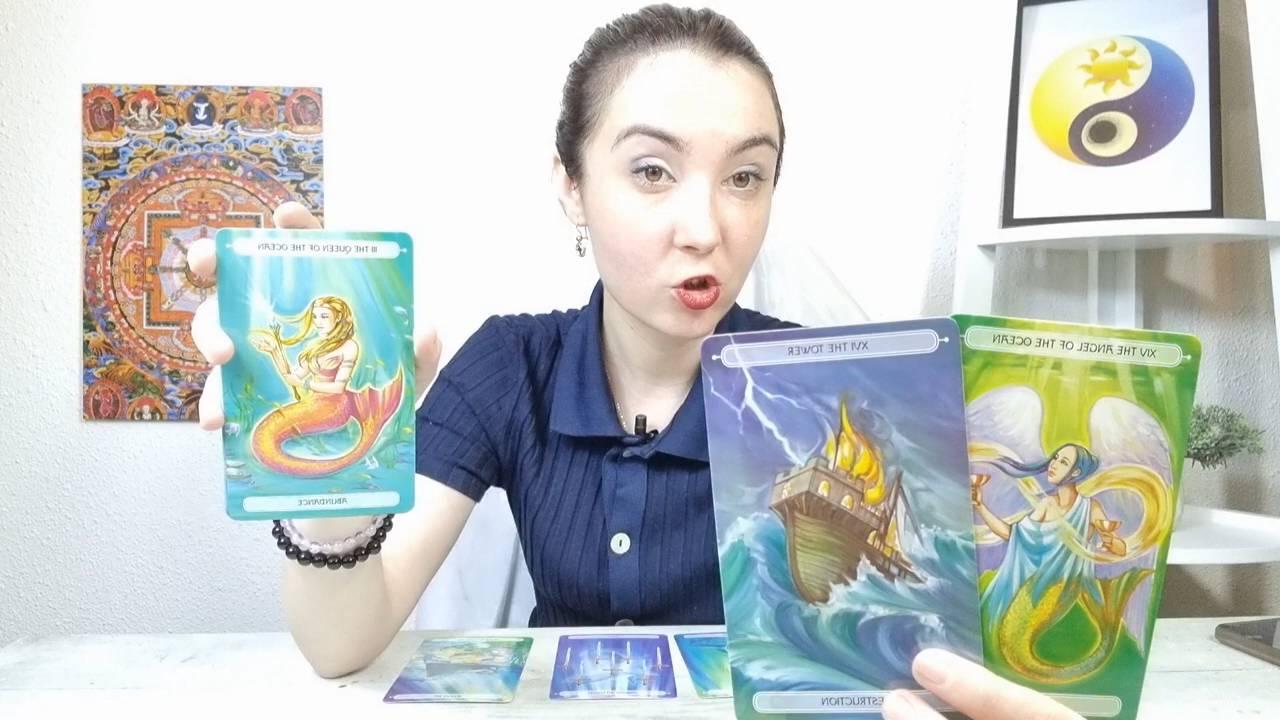 III THE QUEEN OF THE OCEAN
ABUNDANCE
XVI THE TOWER
XIV THE ANGEL OF THE OCEAN